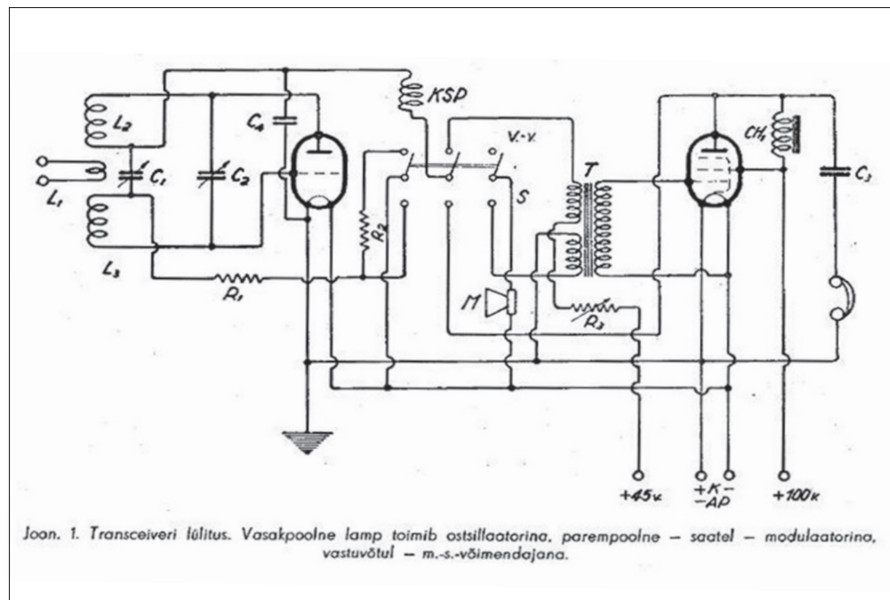 L₂
C₄
KSP
V.-V.
CH₁
L₁
C₁
C₂
R₂
S
T
C₃
L₃
R₁
M
R₃
+45v.
+K-
-AP
+100v
Joon. 1. Transceiveri lülitus. Vasakpoolne lamp toimib ostsillaatorina, parempoolne – saatel – modulaatorina,
vastuvõtul – m.-s.-võimendajana.